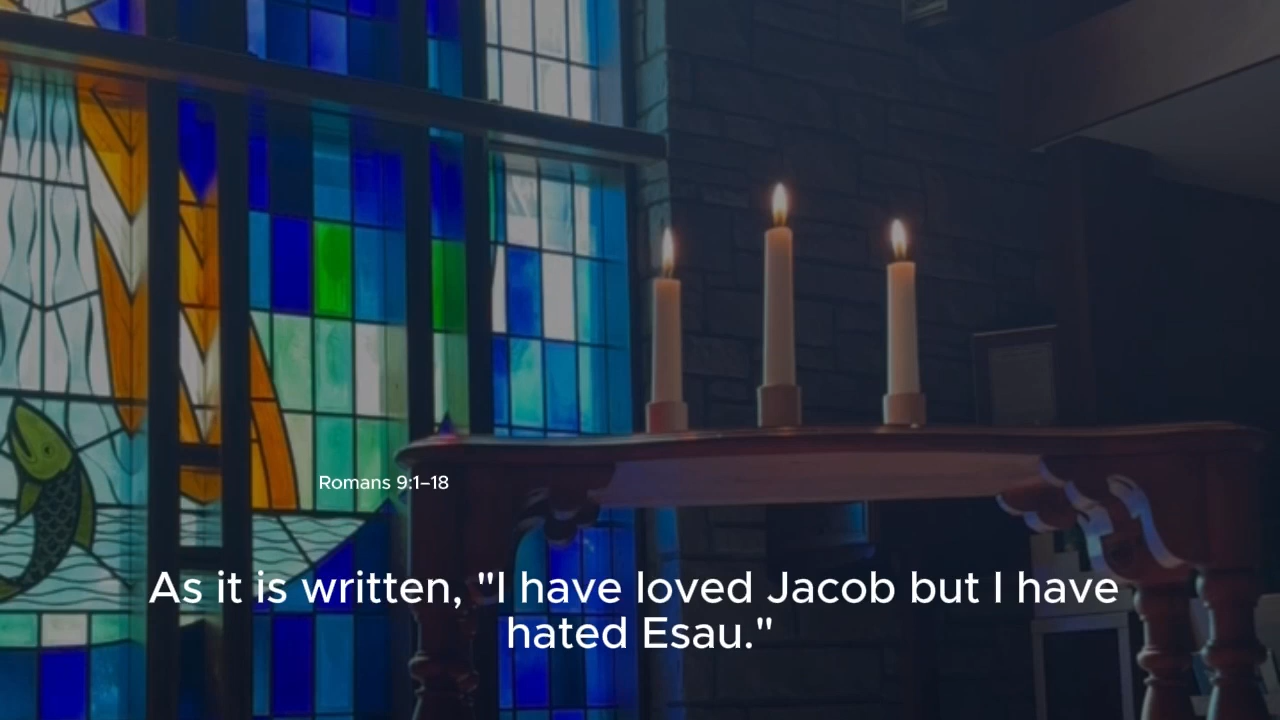 Romans 9:1–18
As it is written, "I have loved Jacob but I have
hated Esau."